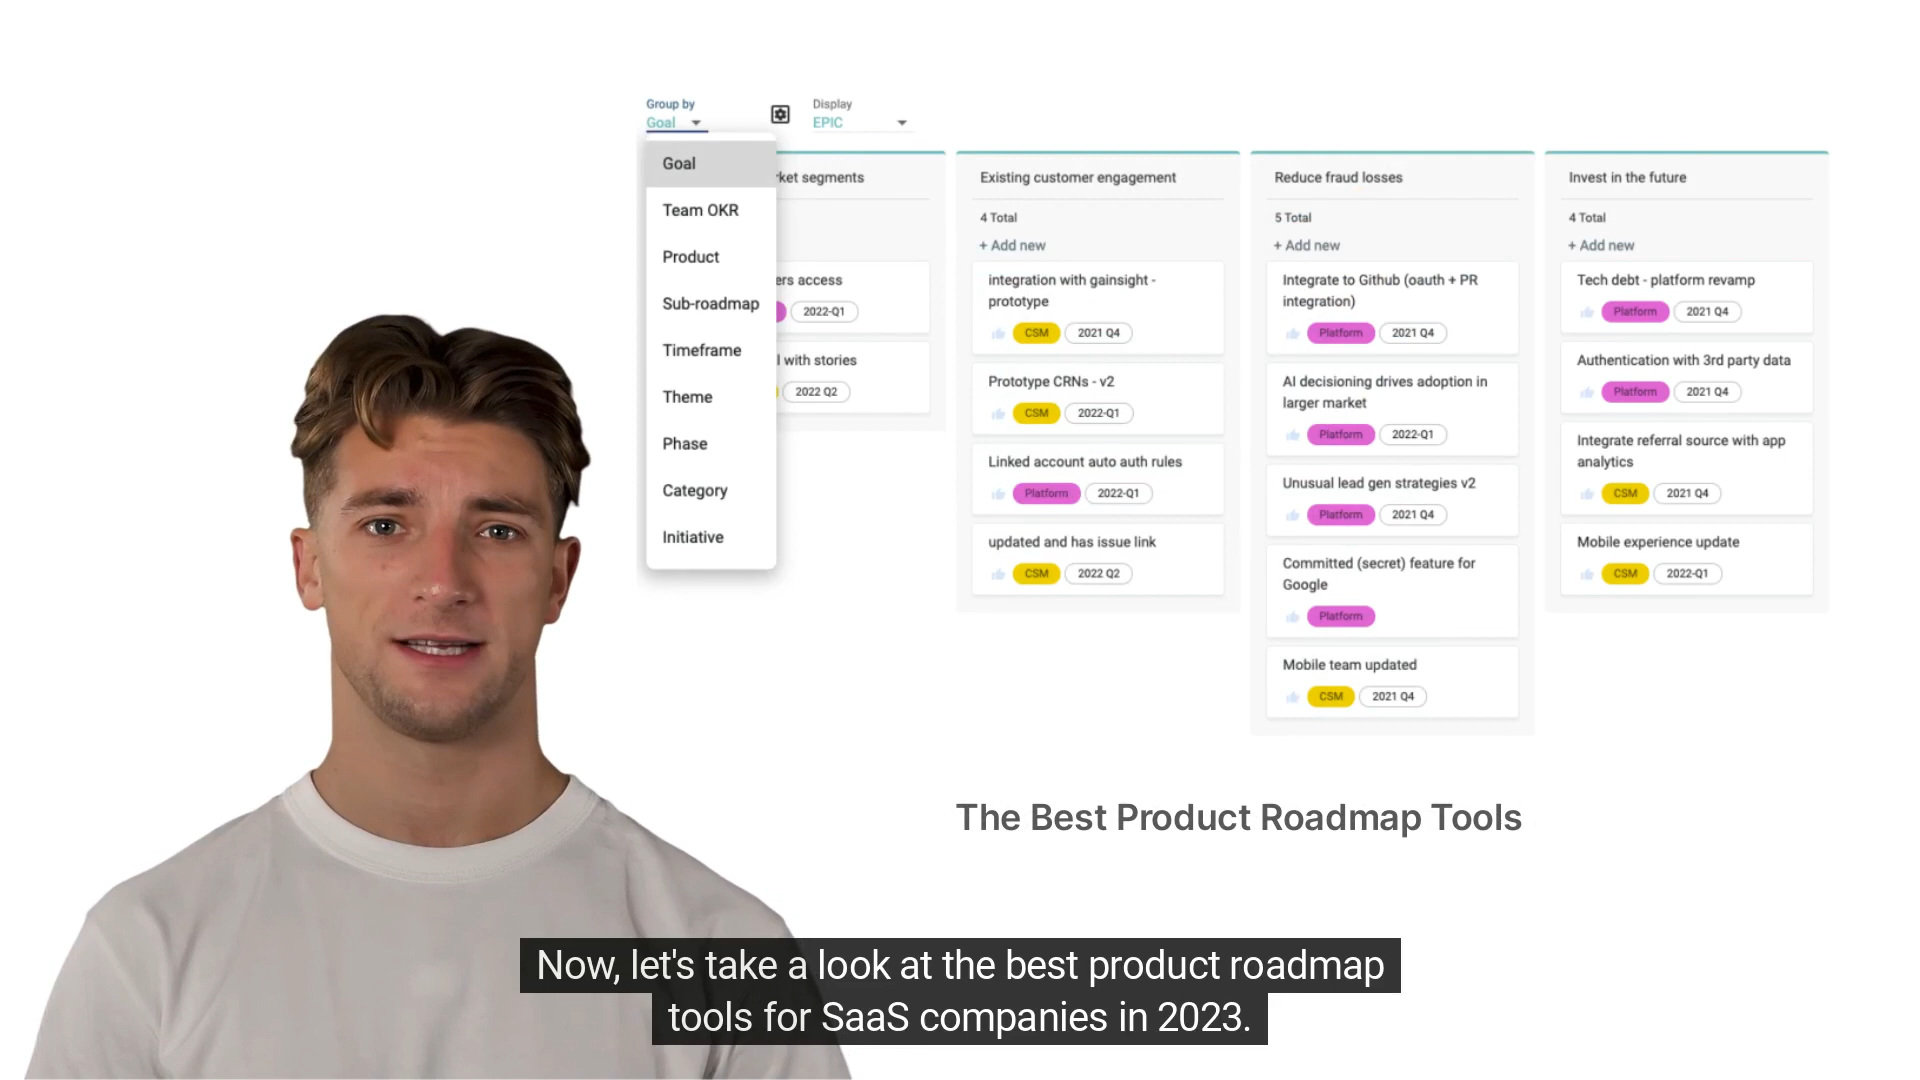 Group by
Goal
Display
EPIC
Goal
Team OKR
Product
Sub-roadmap
Timeframe
Theme
Phase
Category
Initiative
segments
access
2022-Q1
with stories
2022 Q2
Existing customer engagement
4 Total
+ Add new
integration with gainsight -
prototype
CSM
2021 Q4
Prototype CRNs - v2
CSM
2022-Q1
Linked account auto auth rules
Platform
2022-Q1
updated and has issue link
CSM
2022 Q2
Reduce fraud losses
5 Total
+ Add new
Integrate to Github (oauth + PR
integration)
Platform
2021 Q4
AI decisioning drives adoption in
larger market
Platform
2022-Q1
Unusual lead gen strategies v2
Platform
2021 Q4
Committed (secret) feature for
Google
Platform
Mobile team updated
CSM
2021 Q4
Invest in the future
4 Total
+ Add new
Tech debt - platform revamp
Platform
2021 Q4
Authentication with 3rd party data
Platform
2021 Q4
Integrate referral source with app
analytics
CSM
2021 Q4
Mobile experience update
CSM
2022-Q1
The Best Product Roadmap Tools
Now, let's take a look at the best product roadmap
tools for SaaS companies in 2023.